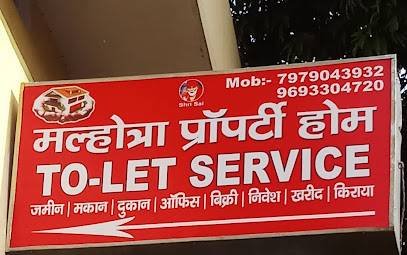 Mob:- 7979043932
9693304720
Shri Sai
मल्होत्रा प्रॉपर्टी होम
TO-LET SERVICE
जमीन | मकान | दुकान | ऑफिस | बिक्री | निवेश | खरीद | किराया